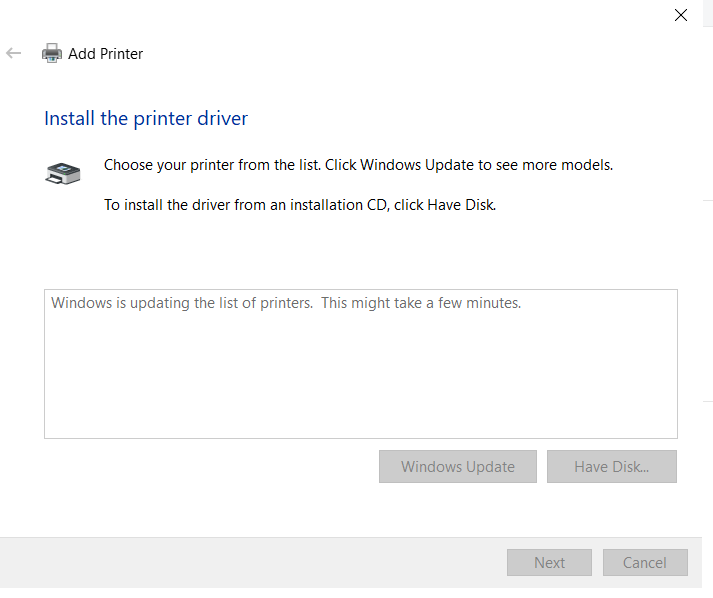 Add Printer
Install the printer driver
Choose your printer from the list. Click Windows Update to see more models.
To install the driver from an installation CD, click Have Disk.
Windows is updating the list of printers.  This might take a few minutes.
Windows Update
Have Disk...
Next
Cancel